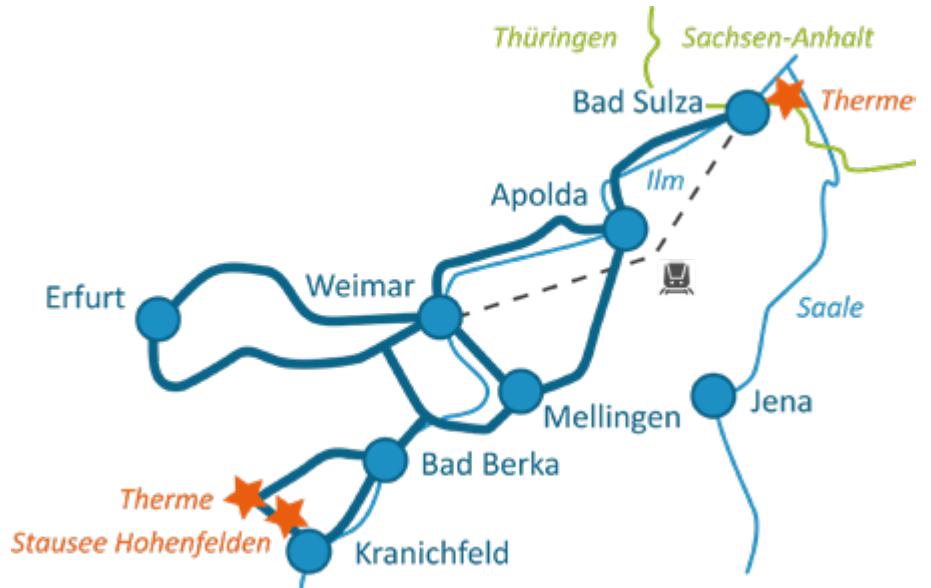 Thüringen
Sachsen-Anhalt
Bad Sulza
Therme
Ilm
Apolda
Weimar
Erfurt
Saale
Mellingen
Jena
Bad Berka
Therme
Stausee Hohenfelden
Kranichfeld